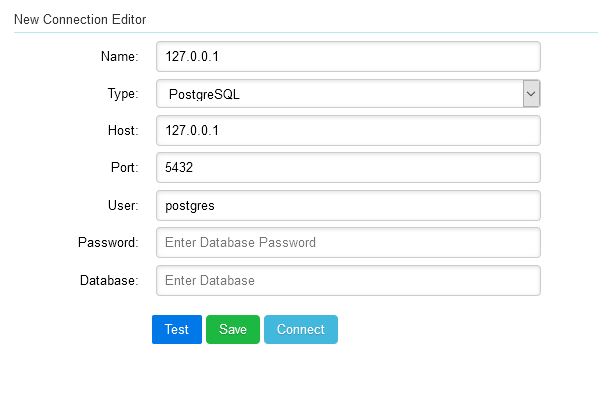 New Connection Editor
Name: 127.0.0.1
Type: PostgreSQL
Host: 127.0.0.1
Port: 5432
User: postgres
Password: Enter Database Password
Database: Enter Database
Test Save Connect